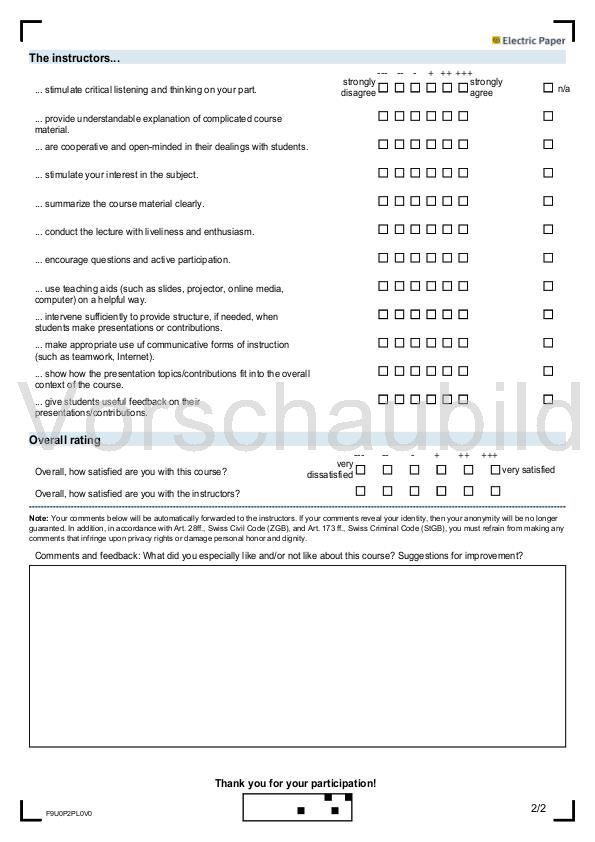 Electric Paper
The instructors...
--- -- - + ++ +++
strongly disagree
strongly agree
... stimulate critical listening and thinking on your part.
n/a
... provide understandable explanation of complicated course
material.
... are cooperative and open-minded in their dealings with students.
... stimulate your interest in the subject.
... summarize the course material clearly.
... conduct the lecture with liveliness and enthusiasm.
... encourage questions and active participation.
... use teaching aids (such as slides, projector, online media,
computer) on a helpful way.
... intervene sufficiently to provide structure, if needed, when
students make presentations or contributions.
... make appropriate use uf communicative forms of instruction
(such as teamwork, Internet).
... show how the presentation topics/contributions fit into the overall
context of the course.
... give students useful feedback on their
presentations/contributions.
Vorschaubild
Overall rating
--- -- - + ++ +++
Overall, how satisfied are you with this course?
very
dissatisfied
very satisfied
Overall, how satisfied are you with the instructors?
Note: Your comments below will be automatically forwarded to the instructors. If your comments reveal your identity, then your anonymity will be no longer
guaranteed. In addition, in accordance with Art. 28ff., Swiss Civil Code (ZGB), and Art. 173 ff., Swiss Criminal Code (StGB), you must refrain from making any
comments that infringe upon privacy rights or damage personal honor and dignity.
Comments and feedback: What did you especially like and/or not like about this course? Suggestions for improvement?
Thank you for your participation!
F9U0P2PL0V0
2/2